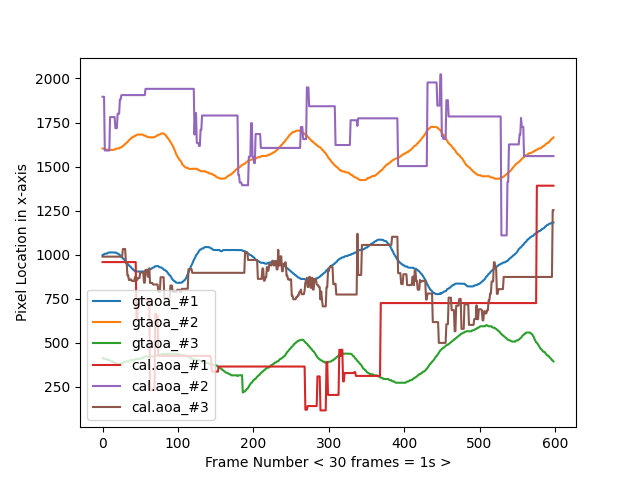 2000
1750
1500
1250
1000
750
500
250
Pixel Location in x-axis
gtaoa_#1
gtaoa_#2
gtaoa_#3
cal.aoa_#1
cal.aoa_#2
cal.aoa_#3
0 100 200 300 400 500 600
Frame Number < 30 frames = 1s >